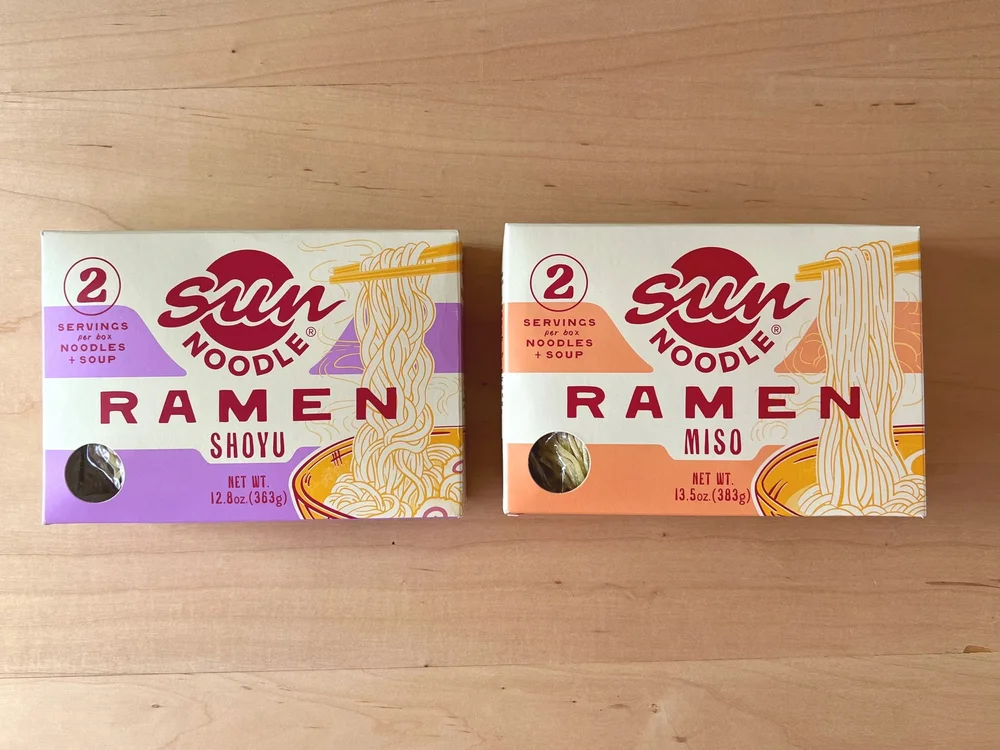 2
SERVINGS
per box
NOODLES
+ SOUP
Sun
NOODLE®
RAMEN
SHOYU
NET WT.
12.8oz.(363g)
2
SERVINGS
per box
NOODLES
+ SOUP
Sun
NOODLE®
RAMEN
MISO
NET WT.
13.5oz.(383g)